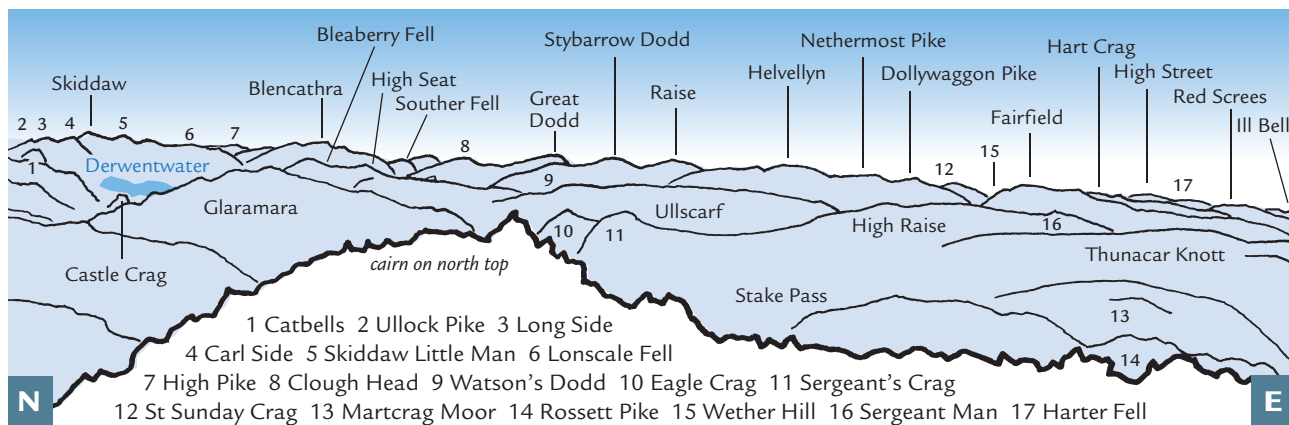 Bleaberry Fell
Stybarrow Dodd
Nethermost Pike
Hart Crag
Skiddaw
Blencathra
High Seat
Souther Fell
Great
Dodd
Raise
Helvellyn
Dollywaggon Pike
High Street
Red Screes
Fairfield
Ill Bell
2 3 4 5 6 7 8 12 15 17
Derwentwater
1
9
Glaramara
Ullscarf
High Raise
16
10 11
Castle Crag
cairn on north top
Thunacar Knott
Stake Pass
13
14
1 Catbells 2 Ullock Pike 3 Long Side
4 Carl Side 5 Skiddaw Little Man 6 Lonscale Fell
7 High Pike 8 Clough Head 9 Watson's Dodd 10 Eagle Crag 11 Sergeant's Crag
12 St Sunday Crag 13 Martcrag Moor 14 Rossett Pike 15 Wether Hill 16 Sergeant Man 17 Harter Fell
N
E